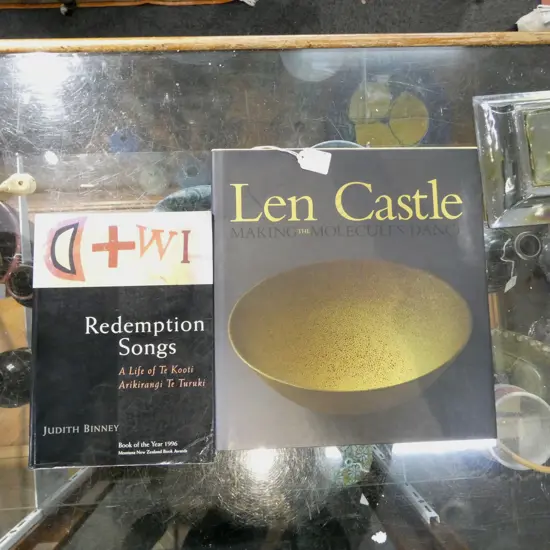 D+WI
Redemption
Songs
A Life of Te Kooti
Arikirangi Te Turuki
JUDITH BINNEY
Book of the Year 1996
Montana New Zealand Book Awards
Len Castle
MAKING THE MOLECULES DANCE